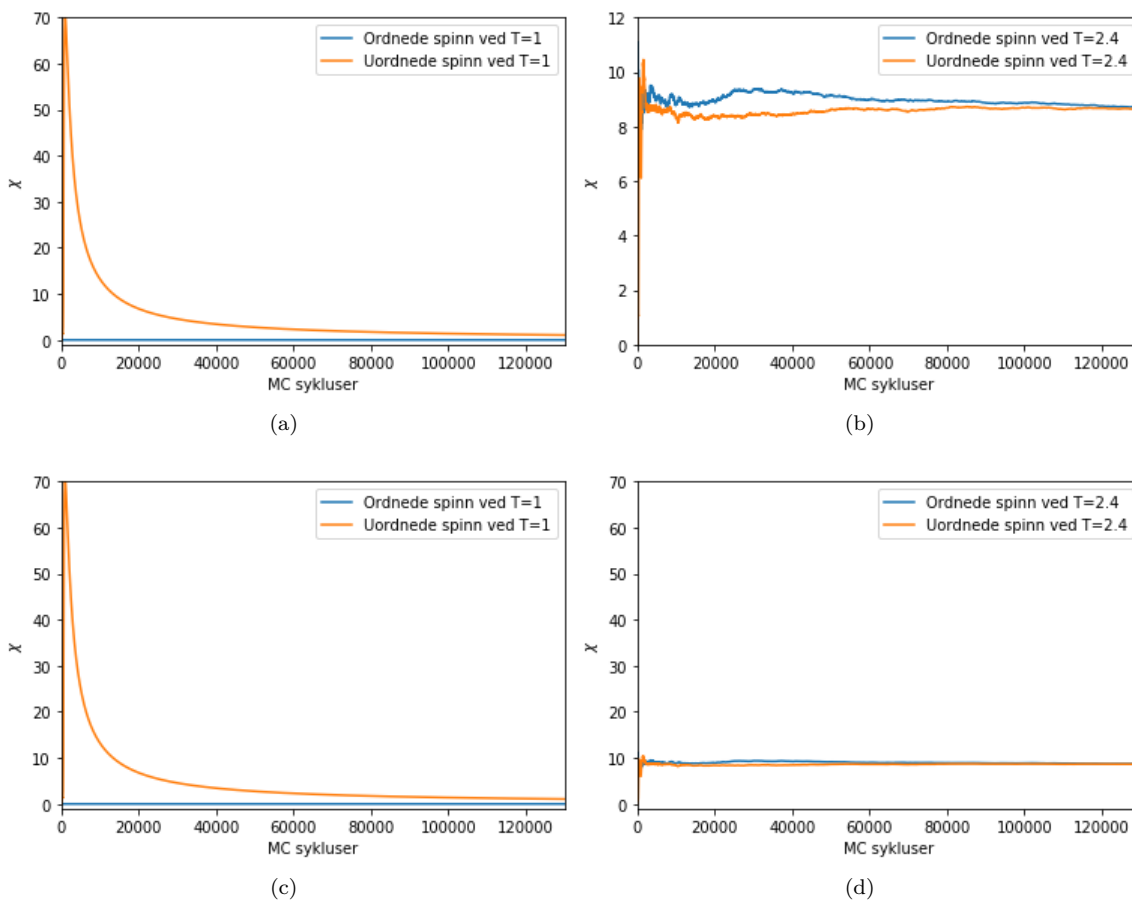 70
60
50
40
30
20
10
0
χ
0 20000 40000 60000 80000 100000 120000
MC sykluser
Ordnede spinn ved T=1
Uordnede spinn ved T=1
(a)
12
10
8
6
4
2
0
χ
0 20000 40000 60000 80000 100000 120000
MC sykluser
Ordnede spinn ved T=2.4
Uordnede spinn ved T=2.4
(b)
70
60
50
40
30
20
10
0
χ
0 20000 40000 60000 80000 100000 120000
MC sykluser
Ordnede spinn ved T=1
Uordnede spinn ved T=1
(c)
70
60
50
40
30
20
10
0
χ
0 20000 40000 60000 80000 100000 120000
MC sykluser
Ordnede spinn ved T=2.4
Uordnede spinn ved T=2.4
(d)